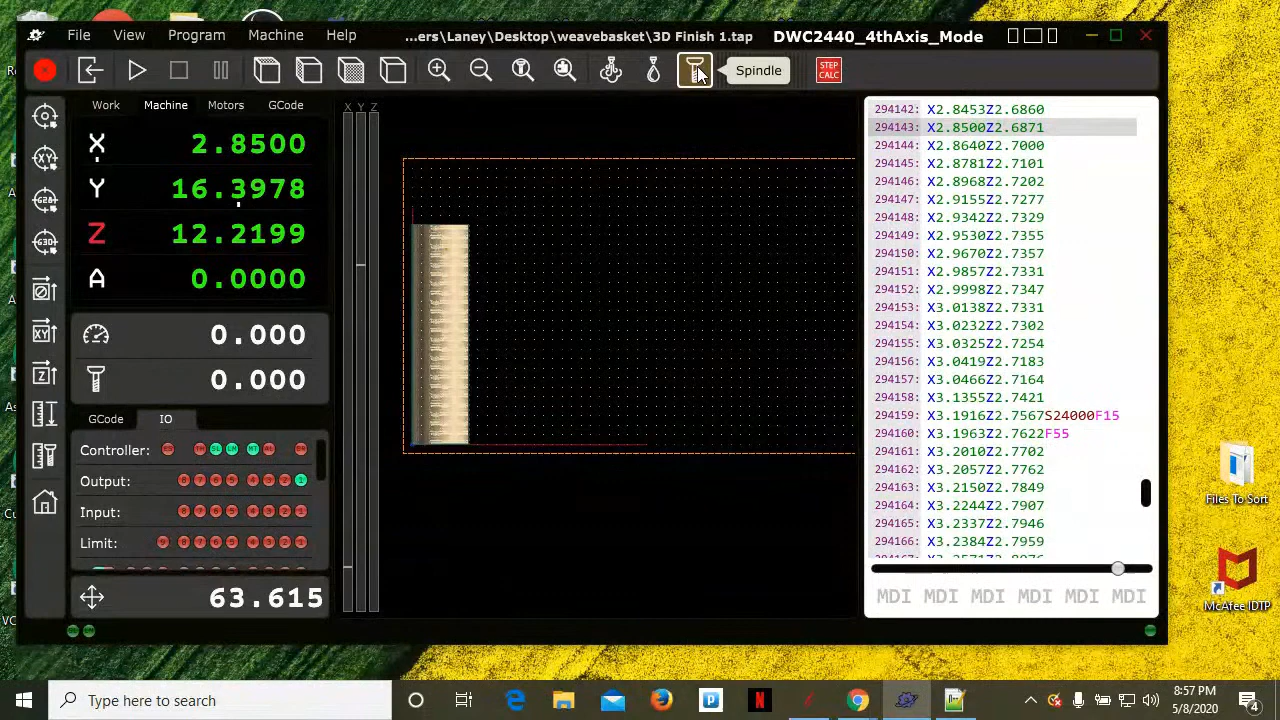 File View Program Machine Help ...ers\Laney\Desktop\weavebasket\3D Finish 1.tap DWC2440_4thAxis_Mode
Spindle
STEP
CALC
Work Machine Motors GCode
X 2.8500
Y 16.3978
Z 12.2199
A 0.0000
0.000
0.000
GCode IO
Controller:
Output:
Input:
Limit:
63.615
X Y Z
XY
G28
G30
XY
Z
294142: X2.8453Z2.6860
294143: X2.8500Z2.6871
294144: X2.8640Z2.7000
294145: X2.8781Z2.7101
294146: X2.8968Z2.7202
294147: X2.9155Z2.7277
294148: X2.9342Z2.7329
294149: X2.9530Z2.7355
294150: X2.9670Z2.7357
294151: X2.9857Z2.7331
294152: X2.9998Z2.7347
294153: X3.0138Z2.7331
294154: X3.0232Z2.7302
294155: X3.0325Z2.7254
294156: X3.0419Z2.7183
294157: X3.0466Z2.7164
294158: X3.1355Z2.7421
294159: X3.1916Z2.7567S24000F15
294160: X3.1963Z2.7622F55
294161: X3.2010Z2.7702
294162: X3.2057Z2.7762
294163: X3.2150Z2.7849
294164: X3.2244Z2.7907
294165: X3.2337Z2.7946
294166: X3.2384Z2.7959
MDI MDI MDI MDI MDI MDI
Files To Sort
McAfee IDTP
Type here to search
8:57 PM
5/8/2020
4